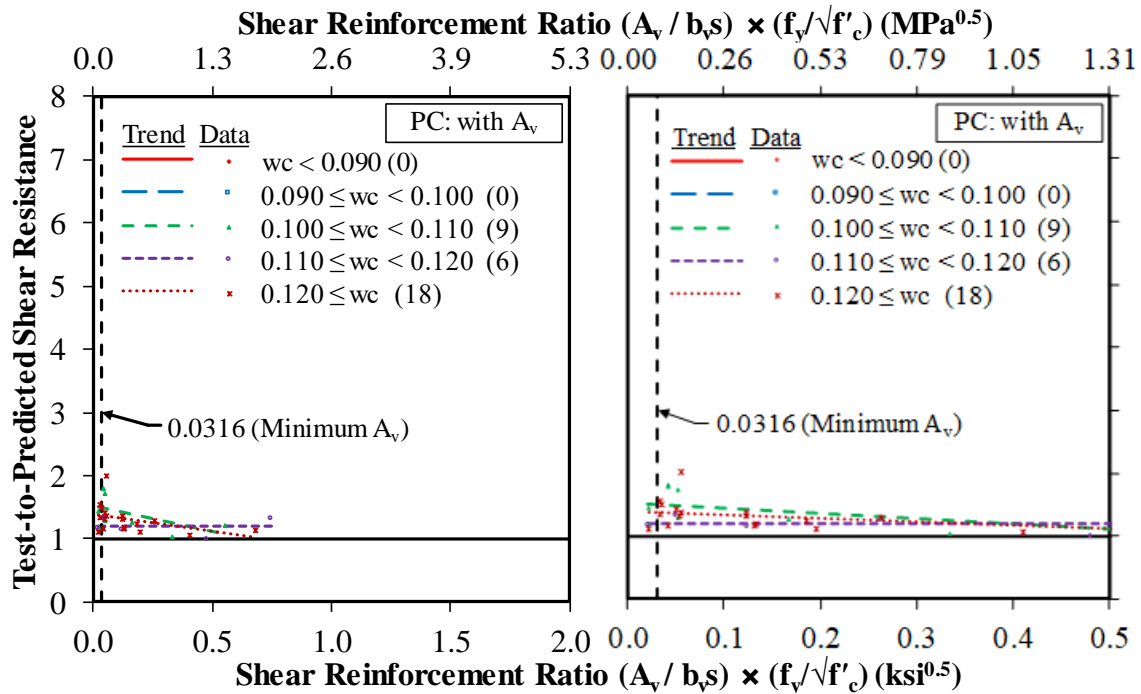 Shear Reinforcement Ratio (Aᵥ / bᵥs) × (fᵧ/√f′c) (MPa⁰·⁵)
0.0 1.3 2.6 3.9 5.3
0.00 0.26 0.53 0.79 1.05 1.31
Test-to-Predicted Shear Resistance
8
7
6
5
4
3
2
1
0
PC: with Aᵥ
Trend Data
wc < 0.090 (0)
0.090 ≤ wc < 0.100 (0)
0.100 ≤ wc < 0.110 (9)
0.110 ≤ wc < 0.120 (6)
0.120 ≤ wc (18)
0.0316 (Minimum Aᵥ)
0.0 0.5 1.0 1.5 2.0
PC: with Aᵥ
Trend Data
wc < 0.090 (0)
0.090 ≤ wc < 0.100 (0)
0.100 ≤ wc < 0.110 (9)
0.110 ≤ wc < 0.120 (6)
0.120 ≤ wc (18)
0.0316 (Minimum Aᵥ)
0.0 0.1 0.2 0.3 0.4 0.5
Shear Reinforcement Ratio (Aᵥ / bᵥs) × (fᵧ/√f′c) (ksi⁰·⁵)